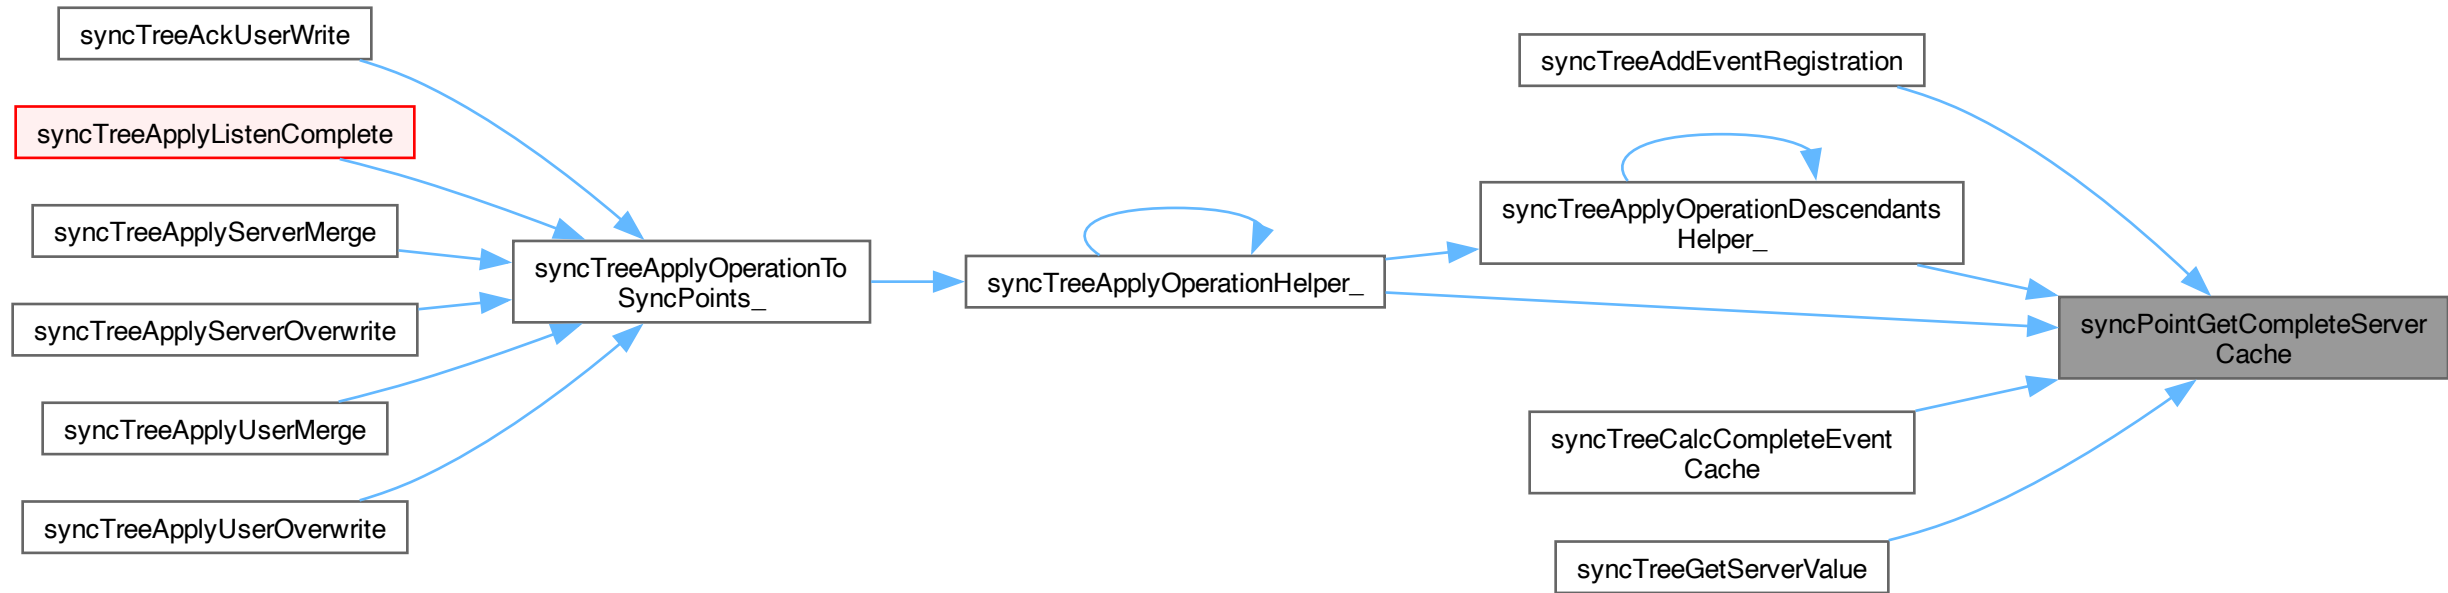 syncTreeAckUserWrite
syncTreeApplyListenComplete
syncTreeApplyServerMerge
syncTreeApplyServerOverwrite
syncTreeApplyUserMerge
syncTreeApplyUserOverwrite
syncTreeApplyOperationTo
SyncPoints_
syncTreeApplyOperationHelper_
syncTreeAddEventRegistration
syncTreeApplyOperationDescendants
Helper_
syncTreeCalcCompleteEvent
Cache
syncTreeGetServerValue
syncPointGetCompleteServer
Cache